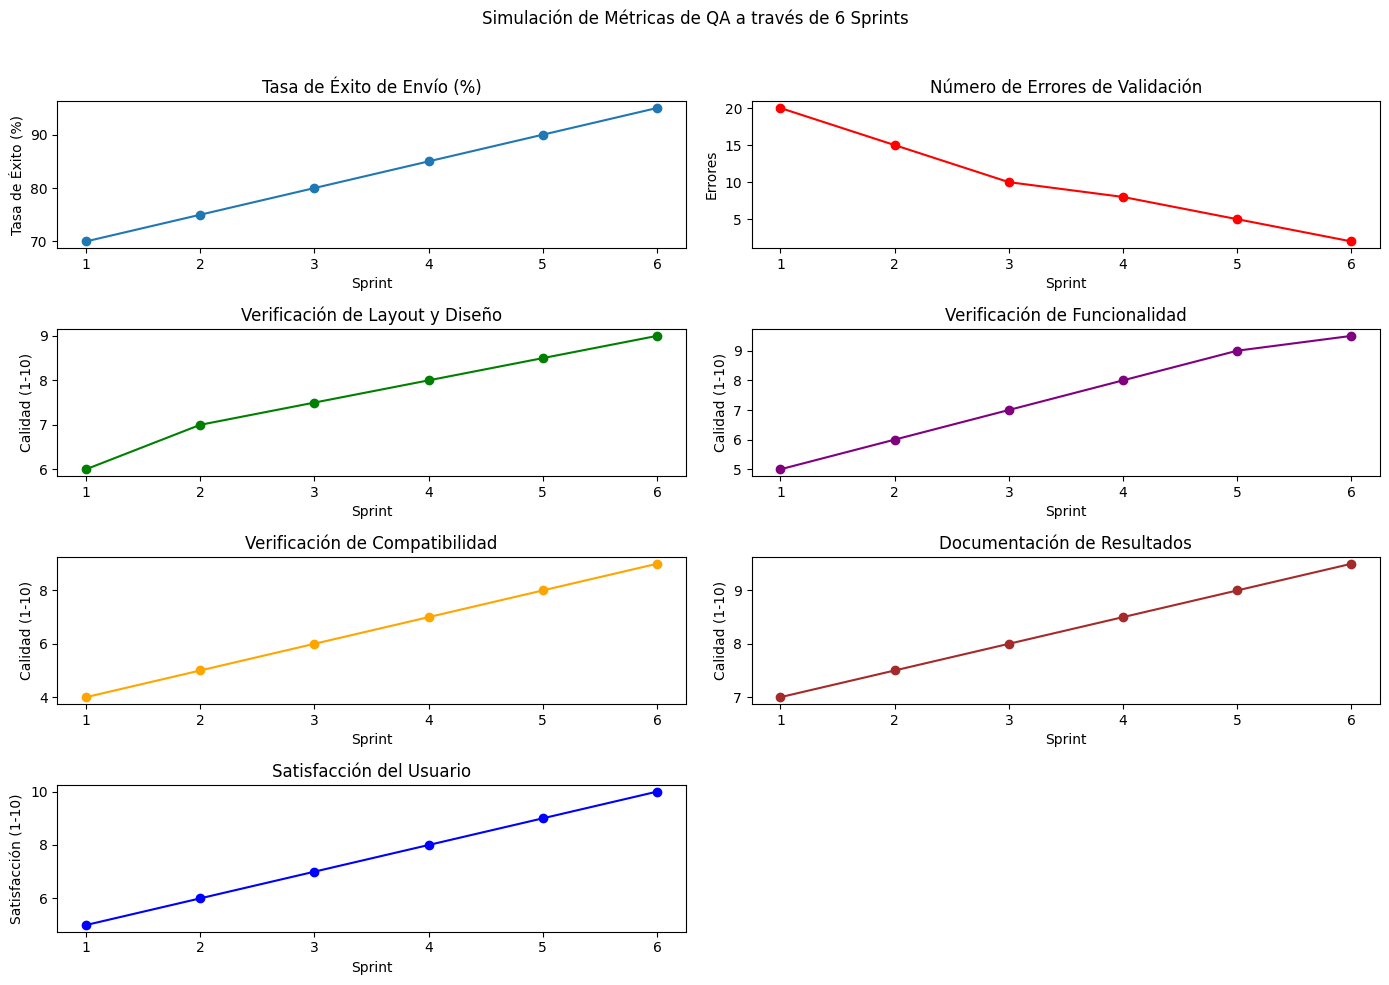 Simulación de Métricas de QA a través de 6 Sprints
Tasa de Éxito de Envío (%)
Tasa de Éxito (%)
90
80
70
1 2 3 4 5 6
Sprint
Número de Errores de Validación
Errores
20
15
10
5
1 2 3 4 5 6
Sprint
Verificación de Layout y Diseño
Calidad (1-10)
9
8
7
6
1 2 3 4 5 6
Sprint
Verificación de Funcionalidad
Calidad (1-10)
9
8
7
6
5
1 2 3 4 5 6
Sprint
Verificación de Compatibilidad
Calidad (1-10)
8
6
4
1 2 3 4 5 6
Sprint
Documentación de Resultados
Calidad (1-10)
9
8
7
1 2 3 4 5 6
Sprint
Satisfacción del Usuario
Satisfacción (1-10)
10
8
6
1 2 3 4 5 6
Sprint